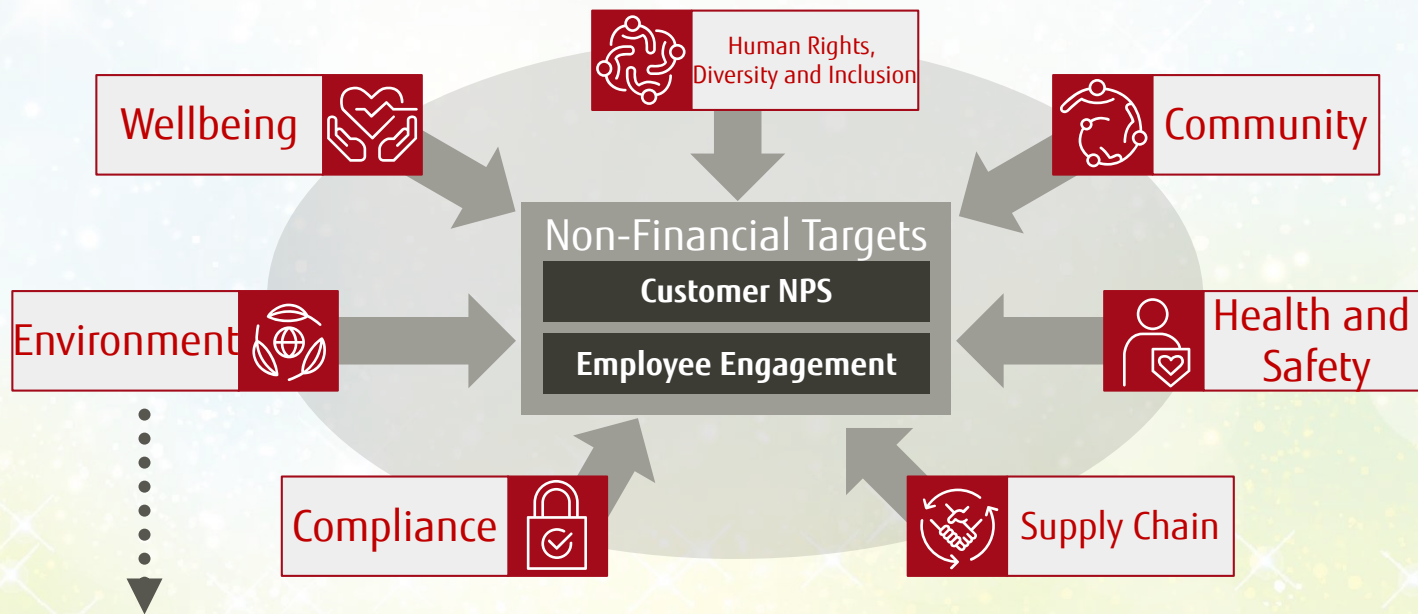 Human Rights,
Diversity and Inclusion
Wellbeing
Community
Non-Financial Targets
Customer NPS
Employee Engagement
Environment
Health and
Safety
Compliance
Supply Chain